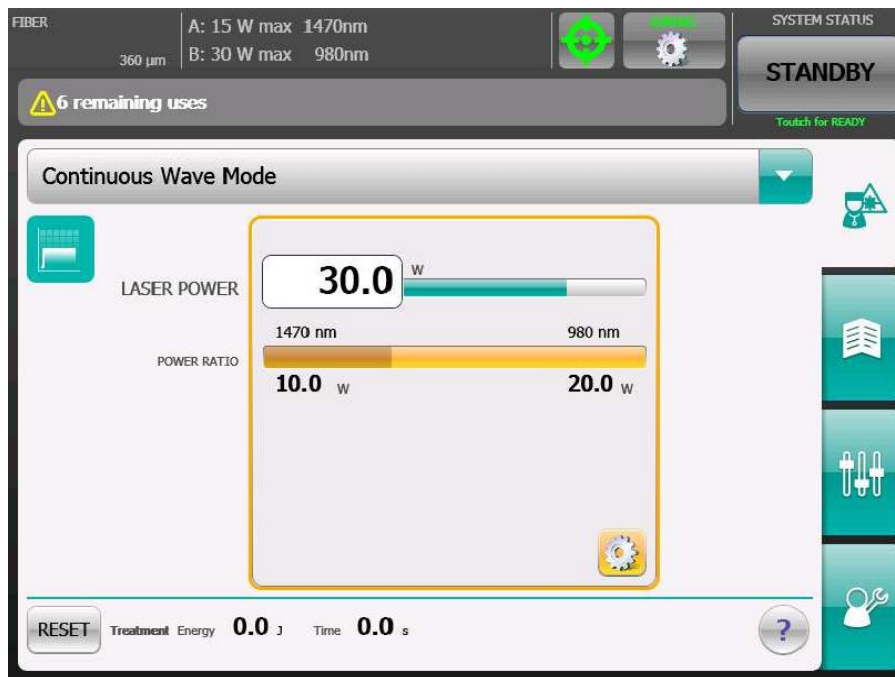 FIBER
360 µm
A: 15 W max 1470nm
B: 30 W max 980nm
SYSTEM STATUS
STANDBY
Toutch for READY
6 remaining uses
Continuous Wave Mode
LASER POWER
30.0 W
1470 nm 980 nm
POWER RATIO
10.0 W 20.0 W
RESET Treatment Energy 0.0 J Time 0.0 s ?